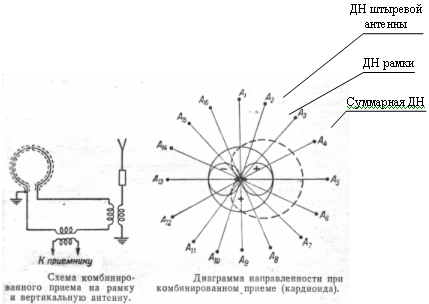 ДН штыревой
антенны
ДН рамки
Суммарная ДН
A₁
A₂
A₃
A₄
A₅
A₆
A₇
A₈
A₉
A₁₀
A₁₁
A₁₂
A₁₃
A₁₄
A₁₅
A₁₆
−
+
+
К приемнику
Схема комбиниро-
ванного приема на рамку
и вертикальную антенну.
Диаграмма направленности при
комбинированном приеме (кардиоида).